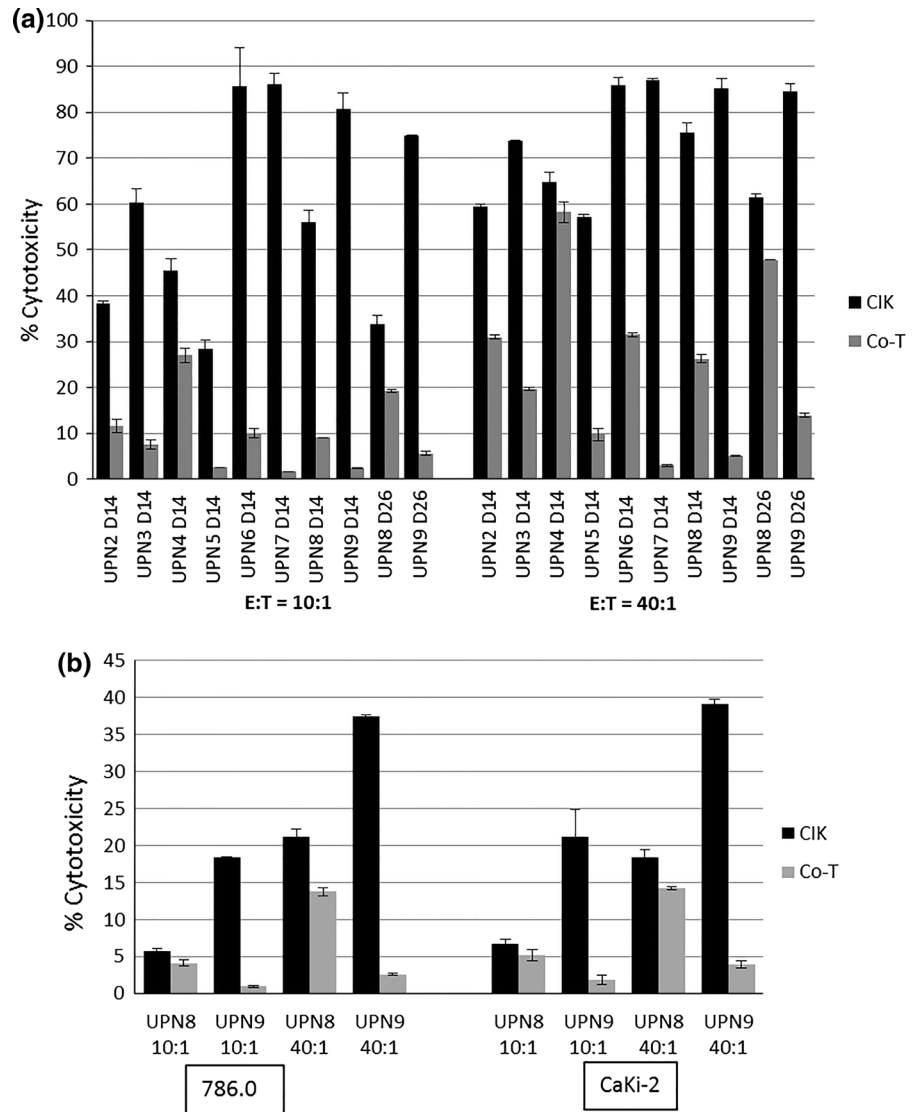 (a)
100
90
80
70
60
50
40
30
20
10
0
% Cytotoxicity
CIK
Co-T
UPN2 D14
UPN3 D14
UPN4 D14
UPN5 D14
UPN6 D14
UPN7 D14
UPN8 D14
UPN9 D14
UPN8 D26
UPN9 D26
UPN2 D14
UPN3 D14
UPN4 D14
UPN5 D14
UPN6 D14
UPN7 D14
UPN8 D14
UPN9 D14
UPN8 D26
UPN9 D26
E:T = 10:1
E:T = 40:1
(b)
45
40
35
30
25
20
15
10
5
0
% Cytotoxicity
CIK
Co-T
UPN8 UPN9 UPN8 UPN9 UPN8 UPN9 UPN8 UPN9
10:1 10:1 40:1 40:1 10:1 10:1 40:1 40:1
786.0
CaKi-2